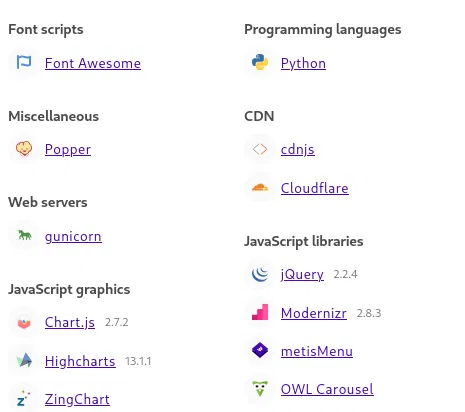 Font scripts
Font Awesome
Miscellaneous
Popper
Web servers
gunicorn
JavaScript graphics
Chart.js 2.7.2
Highcharts 13.1.1
ZingChart
Programming languages
Python
CDN
cdnjs
Cloudflare
JavaScript libraries
jQuery 2.2.4
Modernizr 2.8.3
metisMenu
OWL Carousel